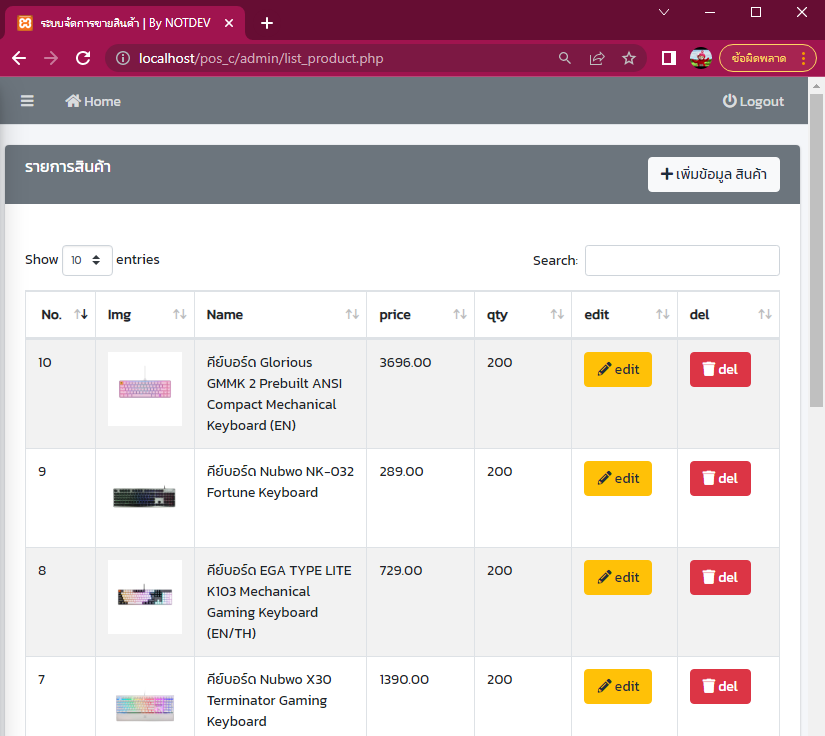 ระบบจัดการขายสินค้า | By NOTDEV
localhost/pos_c/admin/list_product.php
ข้อผิดพลาด
Home
Logout
รายการสินค้า
เพิ่มข้อมูล สินค้า
Show 10 entries
Search:
No. Img Name price qty edit del
10 คีย์บอร์ด Glorious 3696.00 200 edit del
GMMK 2 Prebuilt ANSI
Compact Mechanical
Keyboard (EN)
9 คีย์บอร์ด Nubwo NK-032 289.00 200 edit del
Fortune Keyboard
8 คีย์บอร์ด EGA TYPE LITE 729.00 200 edit del
K103 Mechanical
Gaming Keyboard
(EN/TH)
7 คีย์บอร์ด Nubwo X30 1390.00 200 edit del
Terminator Gaming
Keyboard